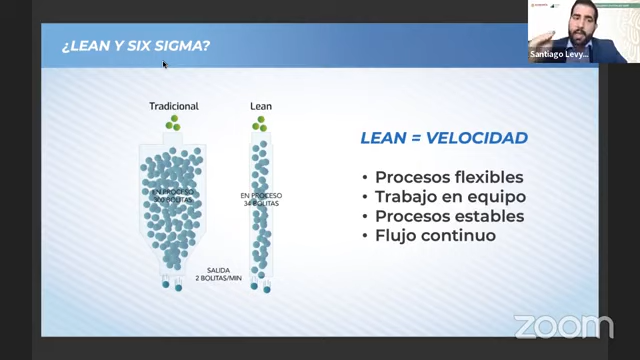 ¿LEAN Y SIX SIGMA?
Santiago Levy...
Tradicional
Lean
LEAN = VELOCIDAD
• Procesos flexibles
• Trabajo en equipo
• Procesos estables
• Flujo continuo
EN PROCESO
EN PROCESO
34 BOLITAS
BOLITAS
SALIDA
2 BOLITAS/MIN
zoom